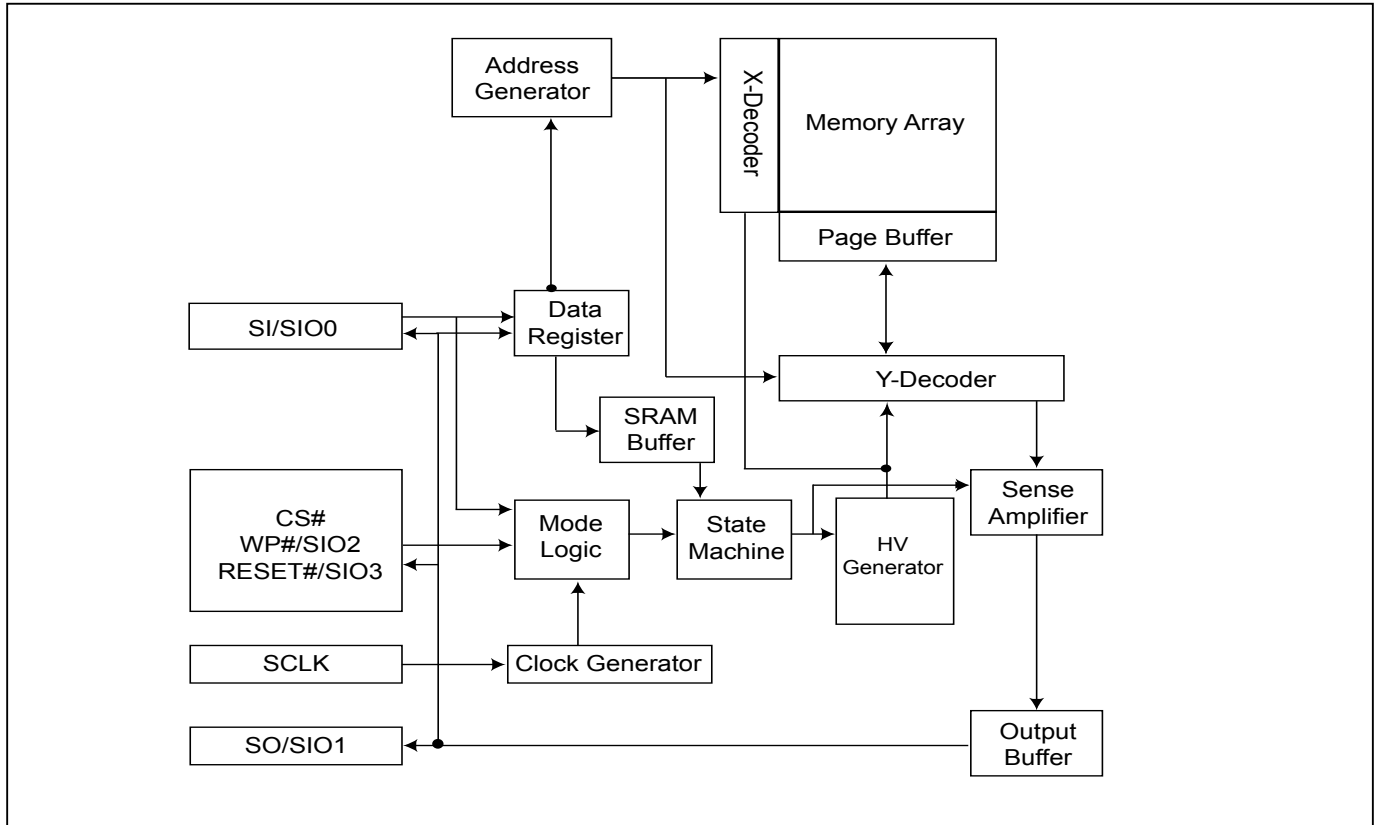 Address
Generator
X-Decoder
Memory Array
Page Buffer
SI/SIO0
Data
Register
Y-Decoder
SRAM
Buffer
CS#
WP#/SIO2
RESET#/SIO3
Mode
Logic
State
Machine
HV
Generator
Sense
Amplifier
SCLK
Clock Generator
SO/SIO1
Output
Buffer